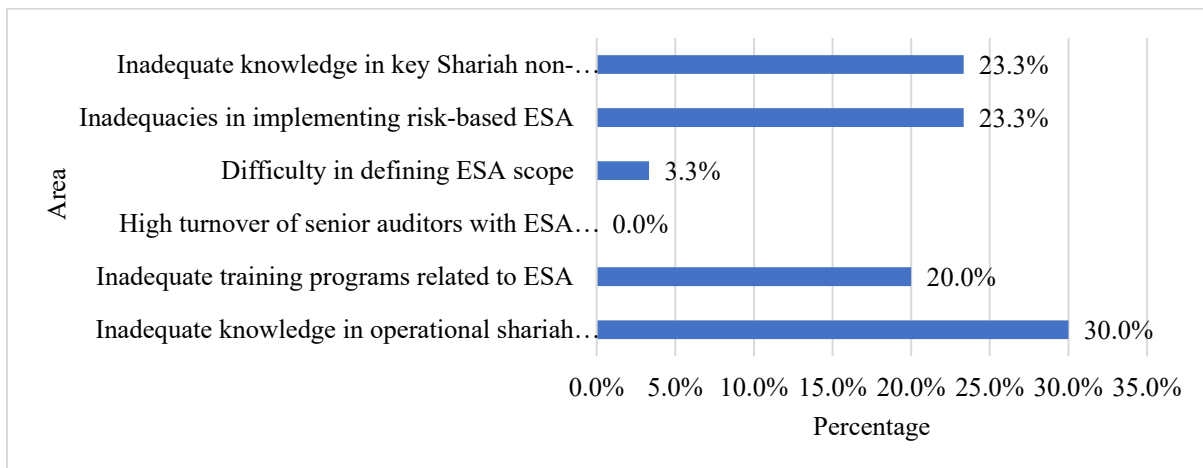 Inadequate knowledge in key Shariah non-… 23.3%
Inadequacies in implementing risk-based ESA 23.3%
Difficulty in defining ESA scope 3.3%
High turnover of senior auditors with ESA… 0.0%
Inadequate training programs related to ESA 20.0%
Inadequate knowledge in operational shariah… 30.0%
Area
0.0% 5.0% 10.0% 15.0% 20.0% 25.0% 30.0% 35.0%
Percentage